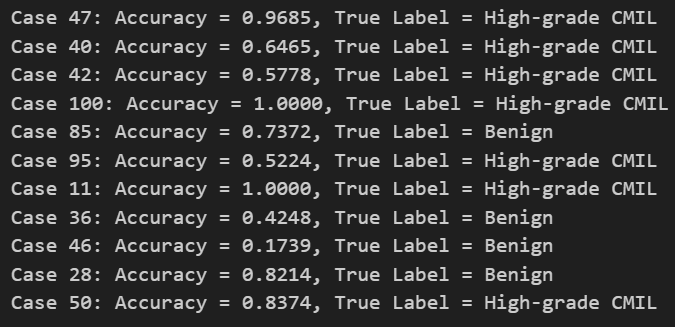 Case 47: Accuracy = 0.9685, True Label = High-grade CMIL
Case 40: Accuracy = 0.6465, True Label = High-grade CMIL
Case 42: Accuracy = 0.5778, True Label = High-grade CMIL
Case 100: Accuracy = 1.0000, True Label = High-grade CMIL
Case 85: Accuracy = 0.7372, True Label = Benign
Case 95: Accuracy = 0.5224, True Label = High-grade CMIL
Case 11: Accuracy = 1.0000, True Label = High-grade CMIL
Case 36: Accuracy = 0.4248, True Label = Benign
Case 46: Accuracy = 0.1739, True Label = Benign
Case 28: Accuracy = 0.8214, True Label = Benign
Case 50: Accuracy = 0.8374, True Label = High-grade CMIL